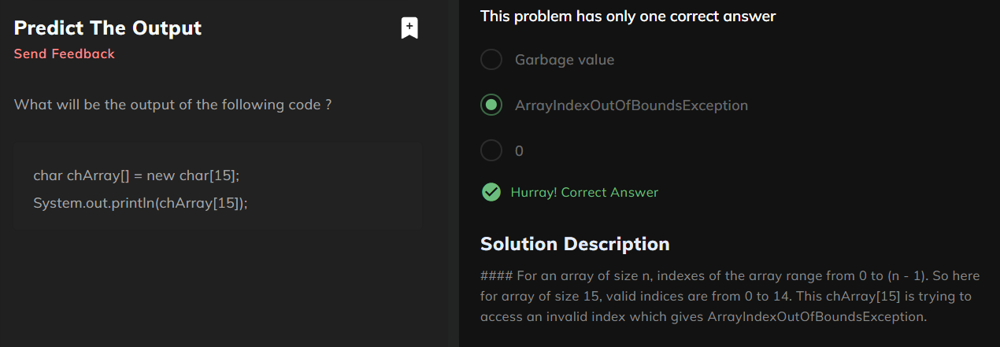 Predict The Output
Send Feedback
What will be the output of the following code ?
char chArray[] = new char[15];
System.out.println(chArray[15]);
This problem has only one correct answer
Garbage value
ArrayIndexOutOfBoundsException
0
Hurray! Correct Answer
Solution Description
#### For an array of size n, indexes of the array range from 0 to (n - 1). So here
for array of size 15, valid indices are from 0 to 14. This chArray[15] is trying to
access an invalid index which gives ArrayIndexOutOfBoundsException.